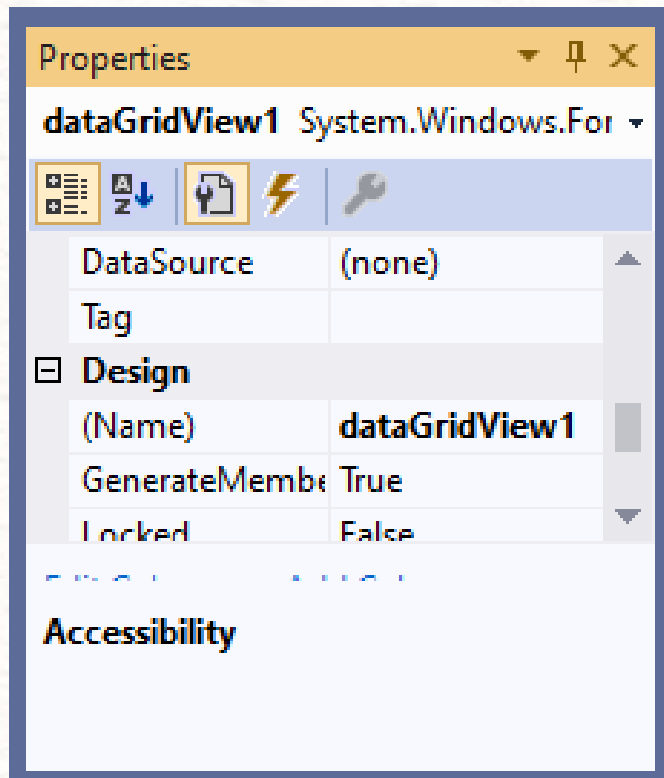 Properties
dataGridView1 System.Windows.For
DataSource (none)
Tag
Design
(Name) dataGridView1
GenerateMembe True
Locked False
Accessibility